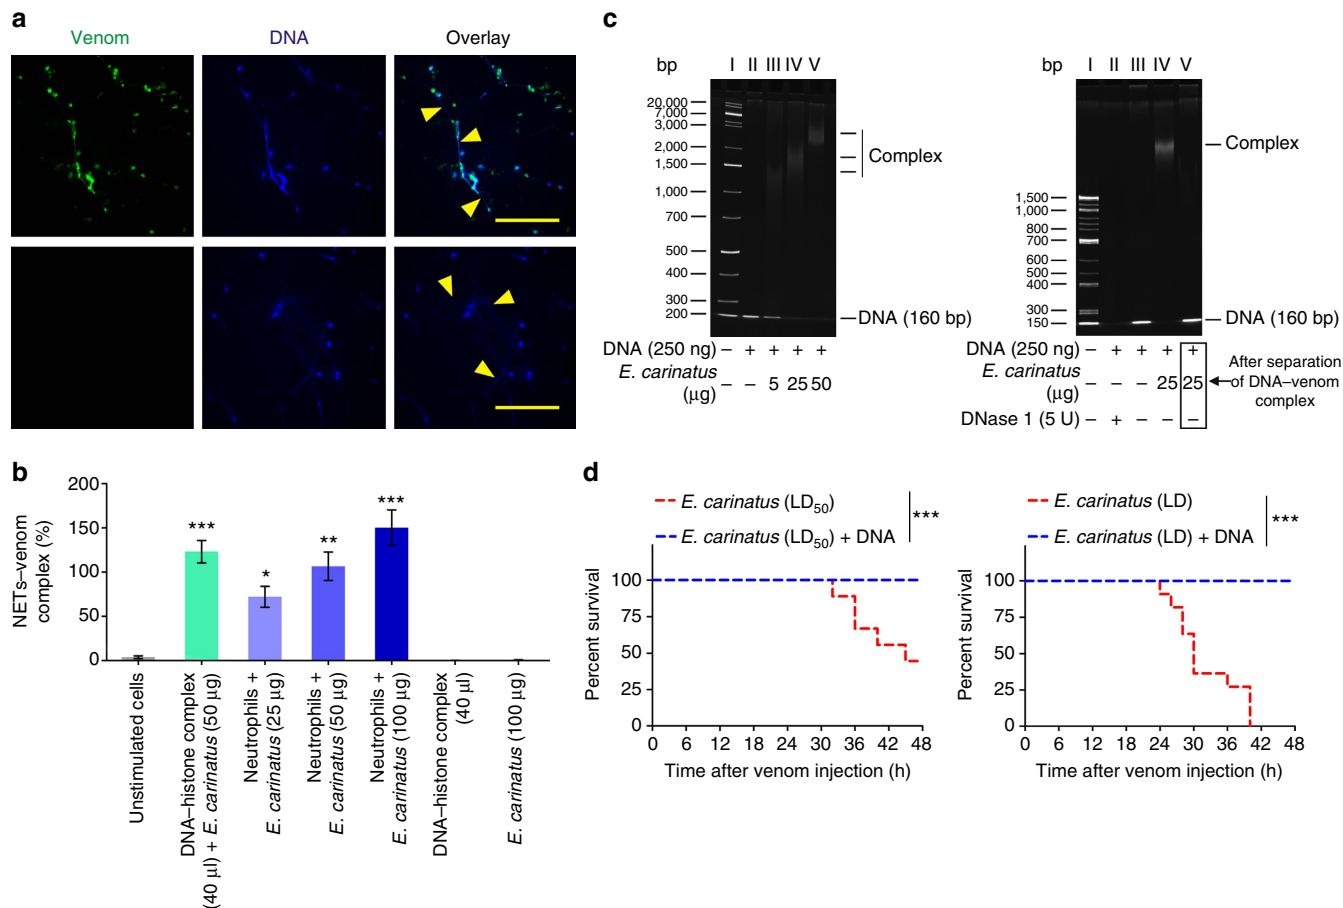 a
Venom
DNA
Overlay
b
200
150
100
50
0
NETs–venom
complex (%)
***
*
**
***
Unstimulated cells
DNA–histone complex
(40 µl) + E. carinatus (50 µg)
Neutrophils +
E. carinatus (25 µg)
Neutrophils +
E. carinatus (50 µg)
Neutrophils +
E. carinatus (100 µg)
DNA–histone complex
(40 µl)
E. carinatus (100 µg)
c
bp
I II III IV V
20,000
7,000
3,000
2,000
1,500
1,000
700
500
400
300
200
Complex
DNA (160 bp)
DNA (250 ng) – + + + +
E. carinatus
(µg) – – 5 25 50
bp
I II III IV V
1,500
1,000
800
700
600
500
400
300
150
Complex
DNA (160 bp)
DNA (250 ng) – + + + +
E. carinatus
(µg) – – – 25 25
DNase 1 (5 U) – + – – –
After separation
of DNA–venom
complex
d
E. carinatus (LD50)
E. carinatus (LD50) + DNA
***
Percent survival
100
75
50
25
0
0 6 12 18 24 30 36 42 48
Time after venom injection (h)
E. carinatus (LD)
E. carinatus (LD) + DNA
***
Percent survival
100
75
50
25
0
0 6 12 18 24 30 36 42 48
Time after venom injection (h)